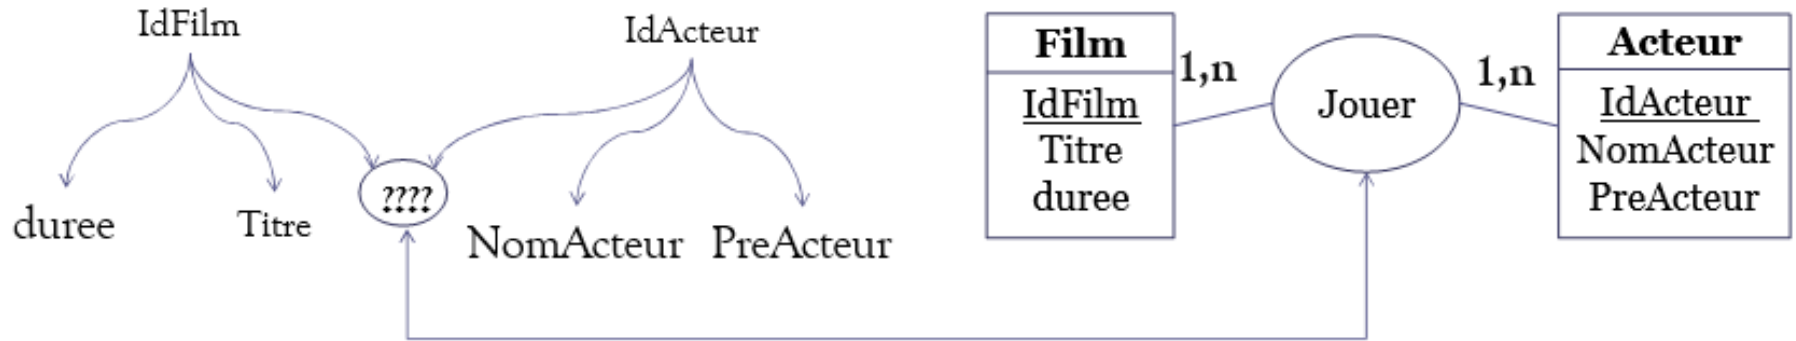 IdFilm
IdActeur
duree
Titre
????
NomActeur
PreActeur
Film
IdFilm
Titre
duree
1,n
Jouer
1,n
Acteur
IdActeur
NomActeur
PreActeur